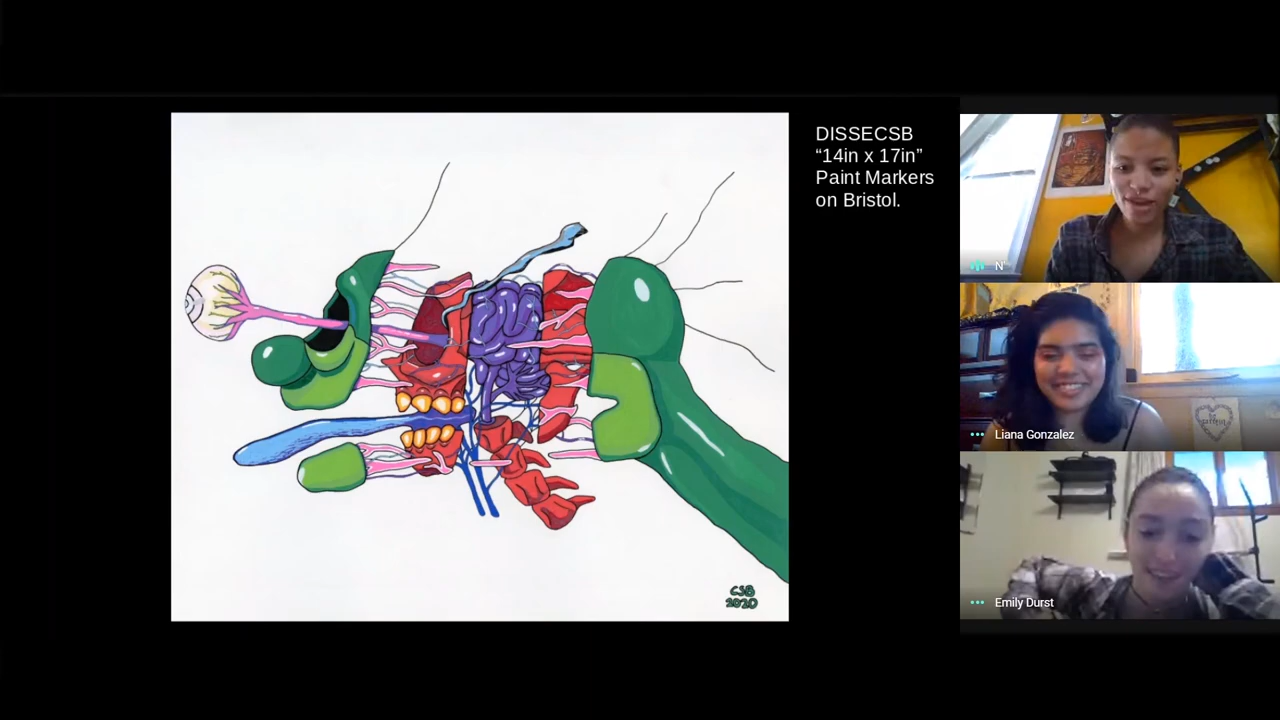 DISSECSB
“14in x 17in”
Paint Markers
on Bristol.
CSB
2020
N'
Liana Gonzalez
Emily Durst